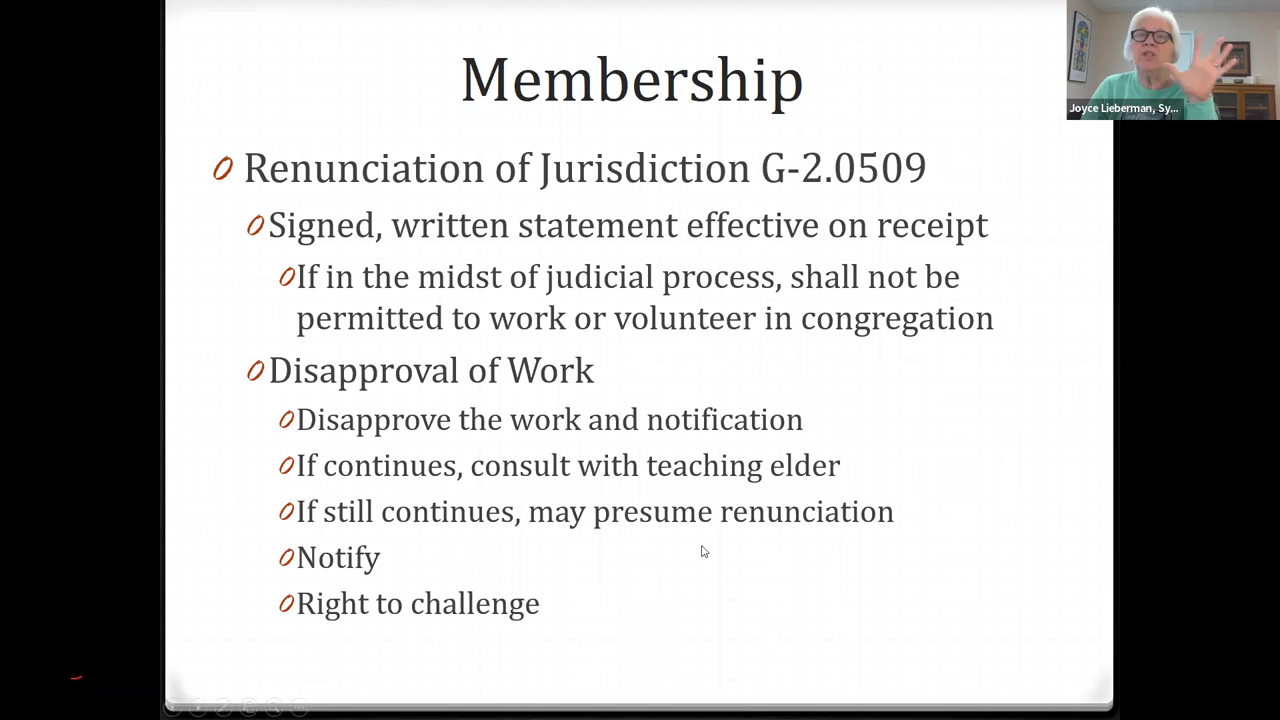 Membership
Joyce Lieberman, Sy...
Renunciation of Jurisdiction G-2.0509
Signed, written statement effective on receipt
If in the midst of judicial process, shall not be
permitted to work or volunteer in congregation
Disapproval of Work
Disapprove the work and notification
If continues, consult with teaching elder
If still continues, may presume renunciation
Notify
Right to challenge